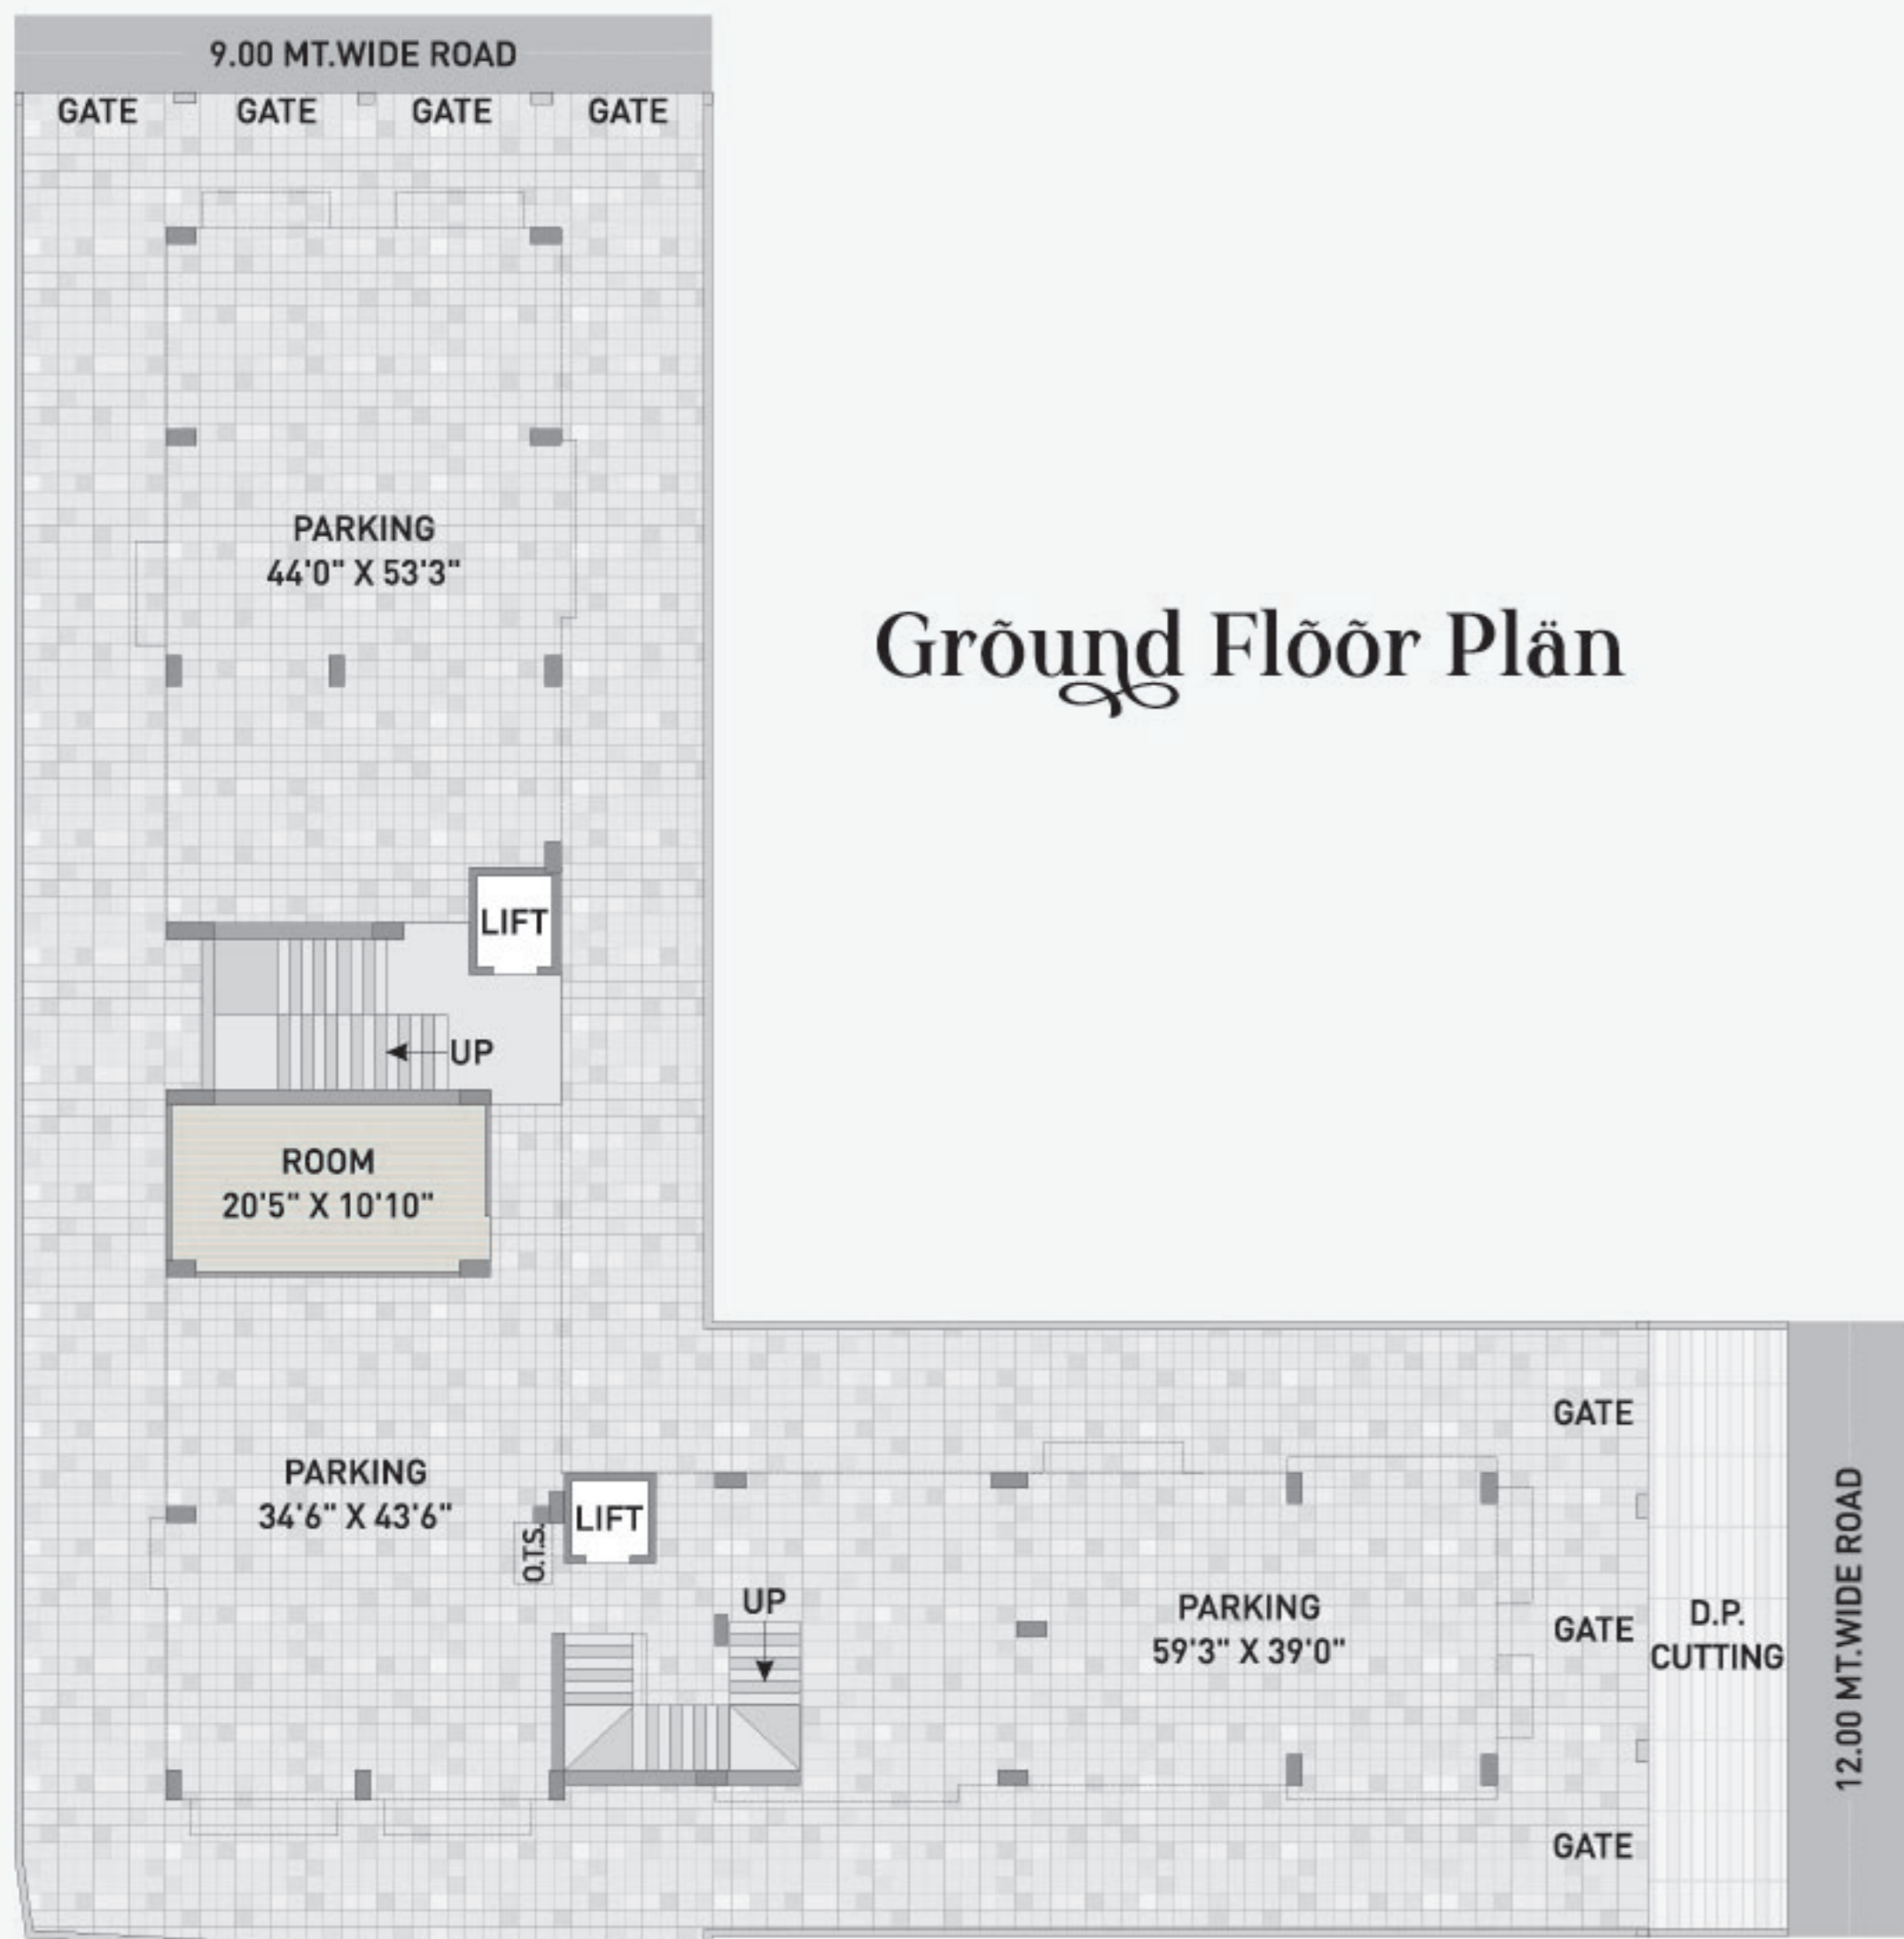 9.00 MT.WIDE ROAD
GATE GATE GATE GATE
PARKING
44'0" X 53'3"
Grõund Flõõr Plän
LIFT
UP
ROOM
20'5" X 10'10"
GATE
PARKING
34'6" X 43'6"
LIFT
O.T.S.
UP
PARKING
59'3" X 39'0"
GATE
D.P.
CUTTING
12.00 MT.WIDE ROAD
GATE